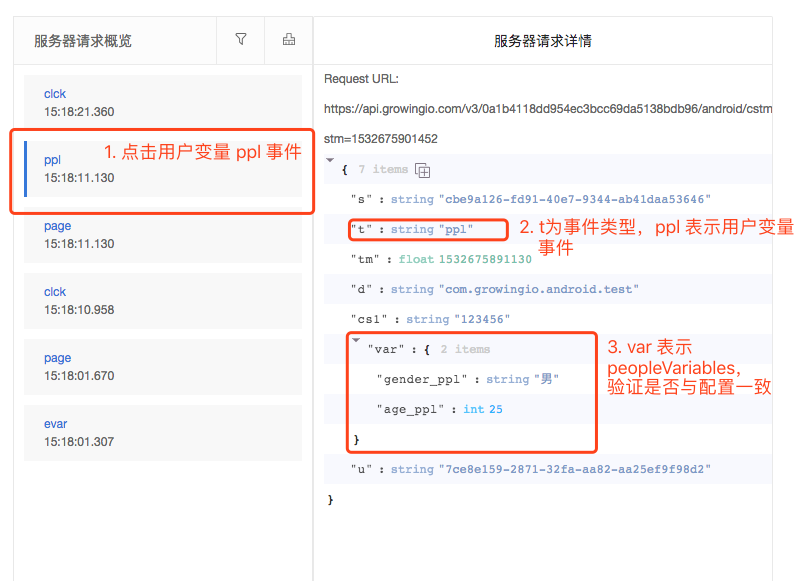 服务器请求概览
服务器请求详情
clck
15:18:21.360
ppl
15:18:11.130
1. 点击用户变量 ppl 事件
page
15:18:11.130
clck
15:18:10.958
page
15:18:01.670
evar
15:18:01.307
Request URL:
https://api.growingio.com/v3/0a1b4118dd954ec3bcc69da5138bdb96/android/cstm
stm=1532675901452
{ 7 items
"s" : string "cbe9a126-fd91-40e7-9344-ab41daa53646"
"t" : string "ppl"
2. t为事件类型，ppl 表示用户变量
事件
"tm" : float 1532675891130
"d" : string "com.growingio.android.test"
"cs1" : string "123456"
"var" : { 2 items
"gender_ppl" : string "男"
"age_ppl" : int 25
}
3. var 表示
peopleVariables，
验证是否与配置一致
"u" : string "7ce8e159-2871-32fa-aa82-aa25ef9f98d2"
}